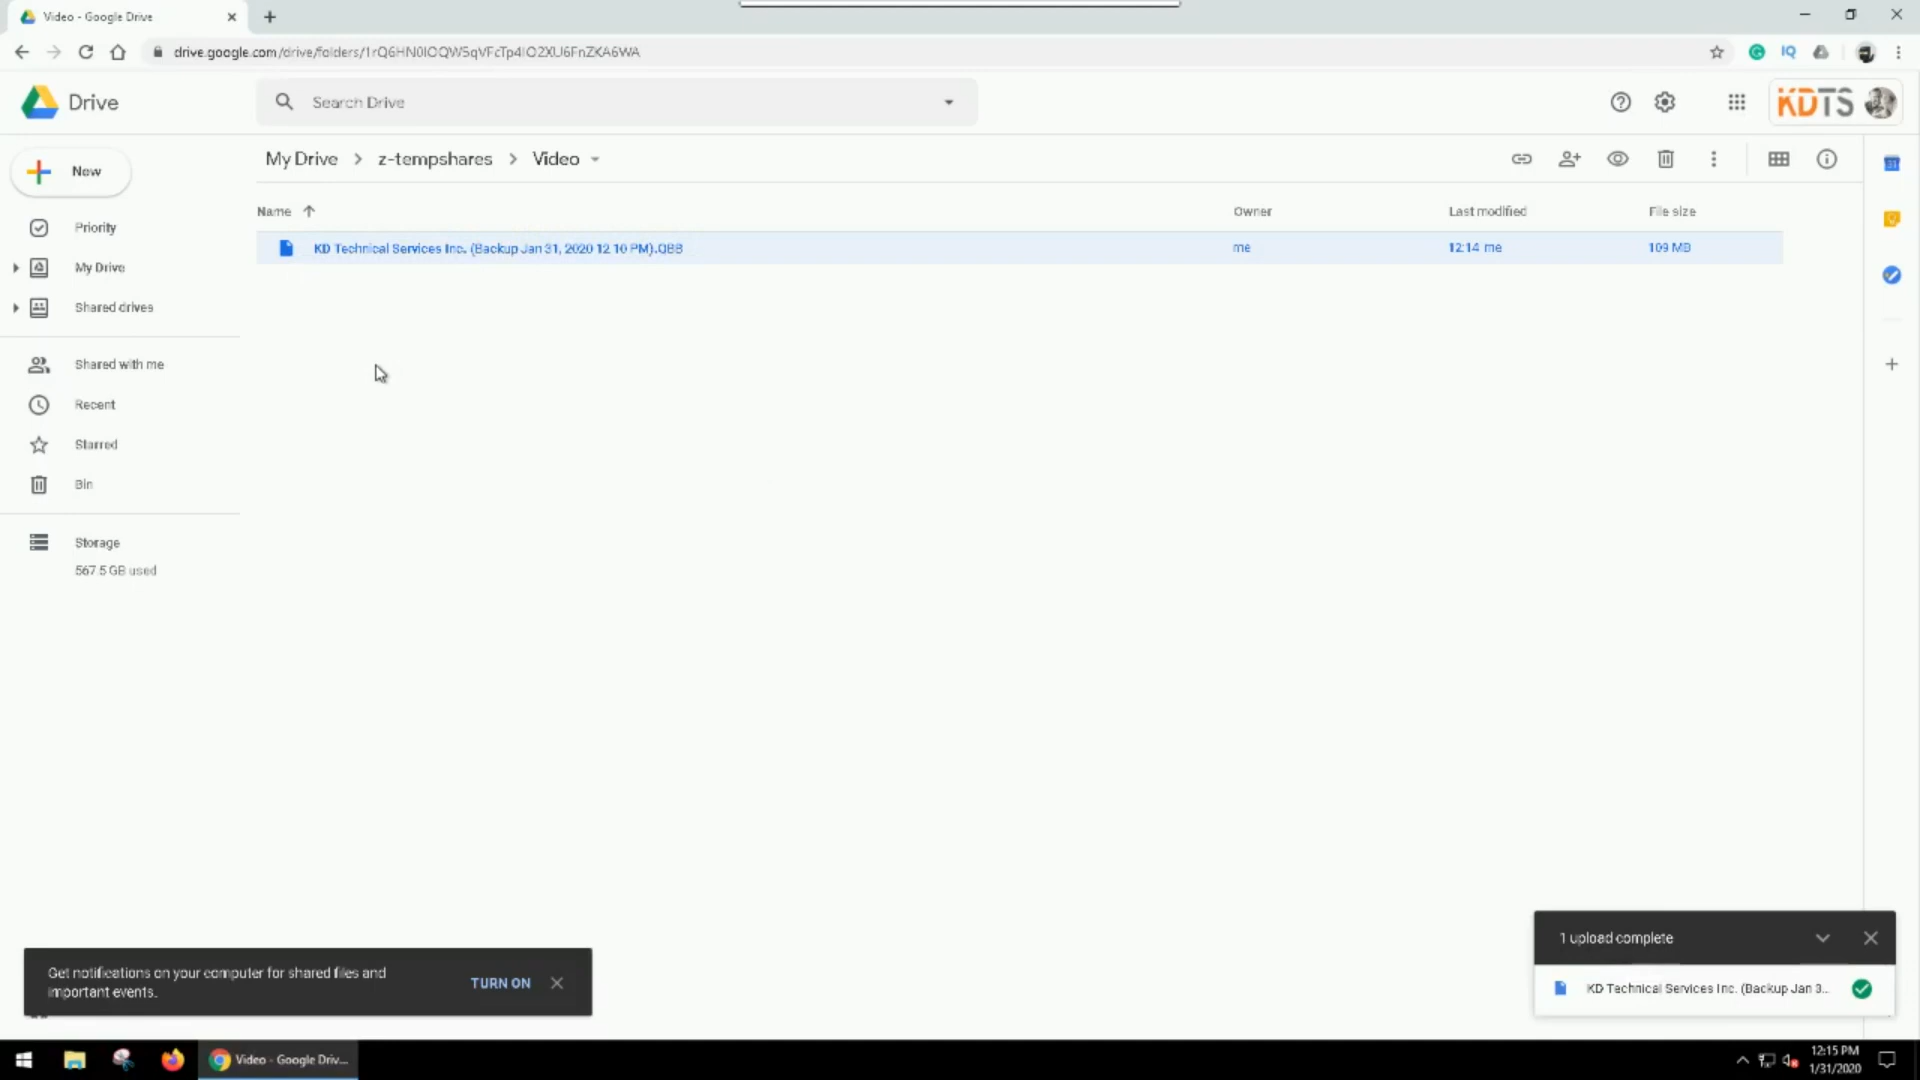 Video - Google Drive
drive.google.com/drive/folders/
Drive
Search Drive
KDTS
New
My Drive
z-tempshares
Video
Name
Owner
Last modified
File size
KD Technical Services Inc. (Backup Jan 31, 2020 12 10 PM).QBB
me
12:14 me
109 MB
Priority
My Drive
Shared drives
Shared with me
Recent
Starred
Bin
Storage
567.5 GB used
31
IQ
Get notifications on your computer for shared files and
important events.
TURN ON
1 upload complete
KD Technical Services Inc. (Backup Jan 3...
Video - Google Driv...
12:15 PM
1/31/2020